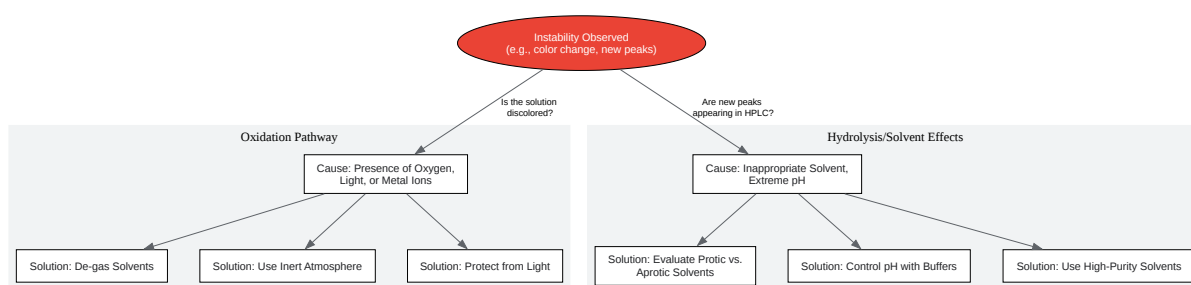 Instability Observed
(e.g., color change, new peaks)
Is the solution
discolored?
Are new peaks
appearing in HPLC?
Oxidation Pathway
Hydrolysis/Solvent Effects
Cause: Presence of Oxygen,
Light, or Metal Ions
Cause: Inappropriate Solvent,
Extreme pH
Solution: De-gas Solvents
Solution: Use Inert Atmosphere
Solution: Protect from Light
Solution: Evaluate Protic vs.
Aprotic Solvents
Solution: Control pH with Buffers
Solution: Use High-Purity Solvents